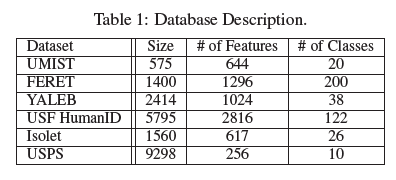 Table 1: Database Description.
Dataset Size # of Features # of Classes
UMIST 575 644 20
FERET 1400 1296 200
YALEB 2414 1024 38
USF HumanID 5795 2816 122
Isolet 1560 617 26
USPS 9298 256 10